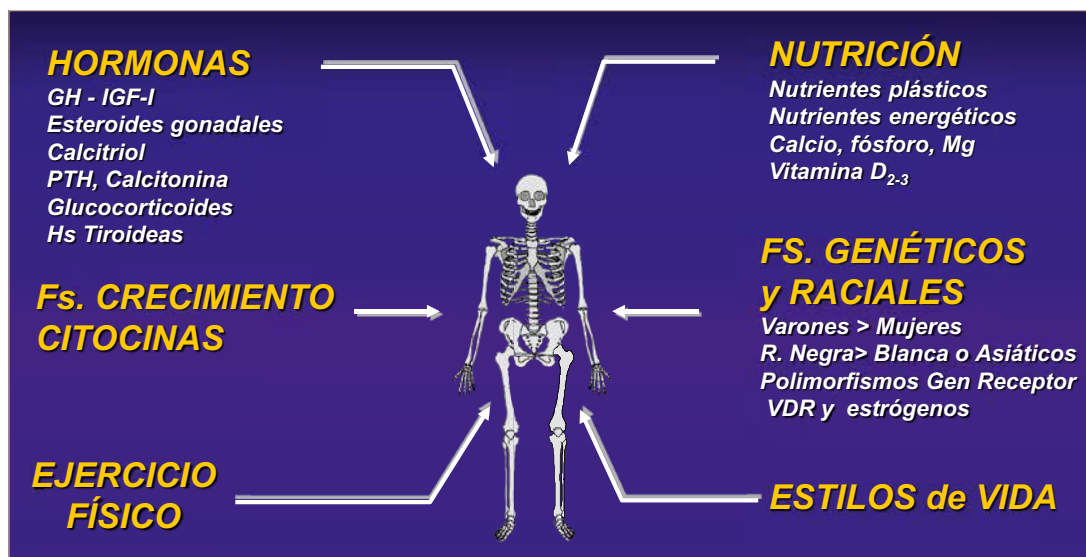 HORMONAS
GH - IGF-I
Esteroides gonadales
Calcitriol
PTH, Calcitonina
Glucocorticoides
Hs Tiroideas
Fs. CRECIMIENTO
CITOCINAS
EJERCICIO
FÍSICO
NUTRICIÓN
Nutrientes plásticos
Nutrientes energéticos
Calcio, fósforo, Mg
Vitamina D2-3
FS. GENÉTICOS
y RACIALES
Varones > Mujeres
R. Negra> Blanca o Asiáticos
Polimorfismos Gen Receptor
VDR y estrógenos
ESTILOS de VIDA